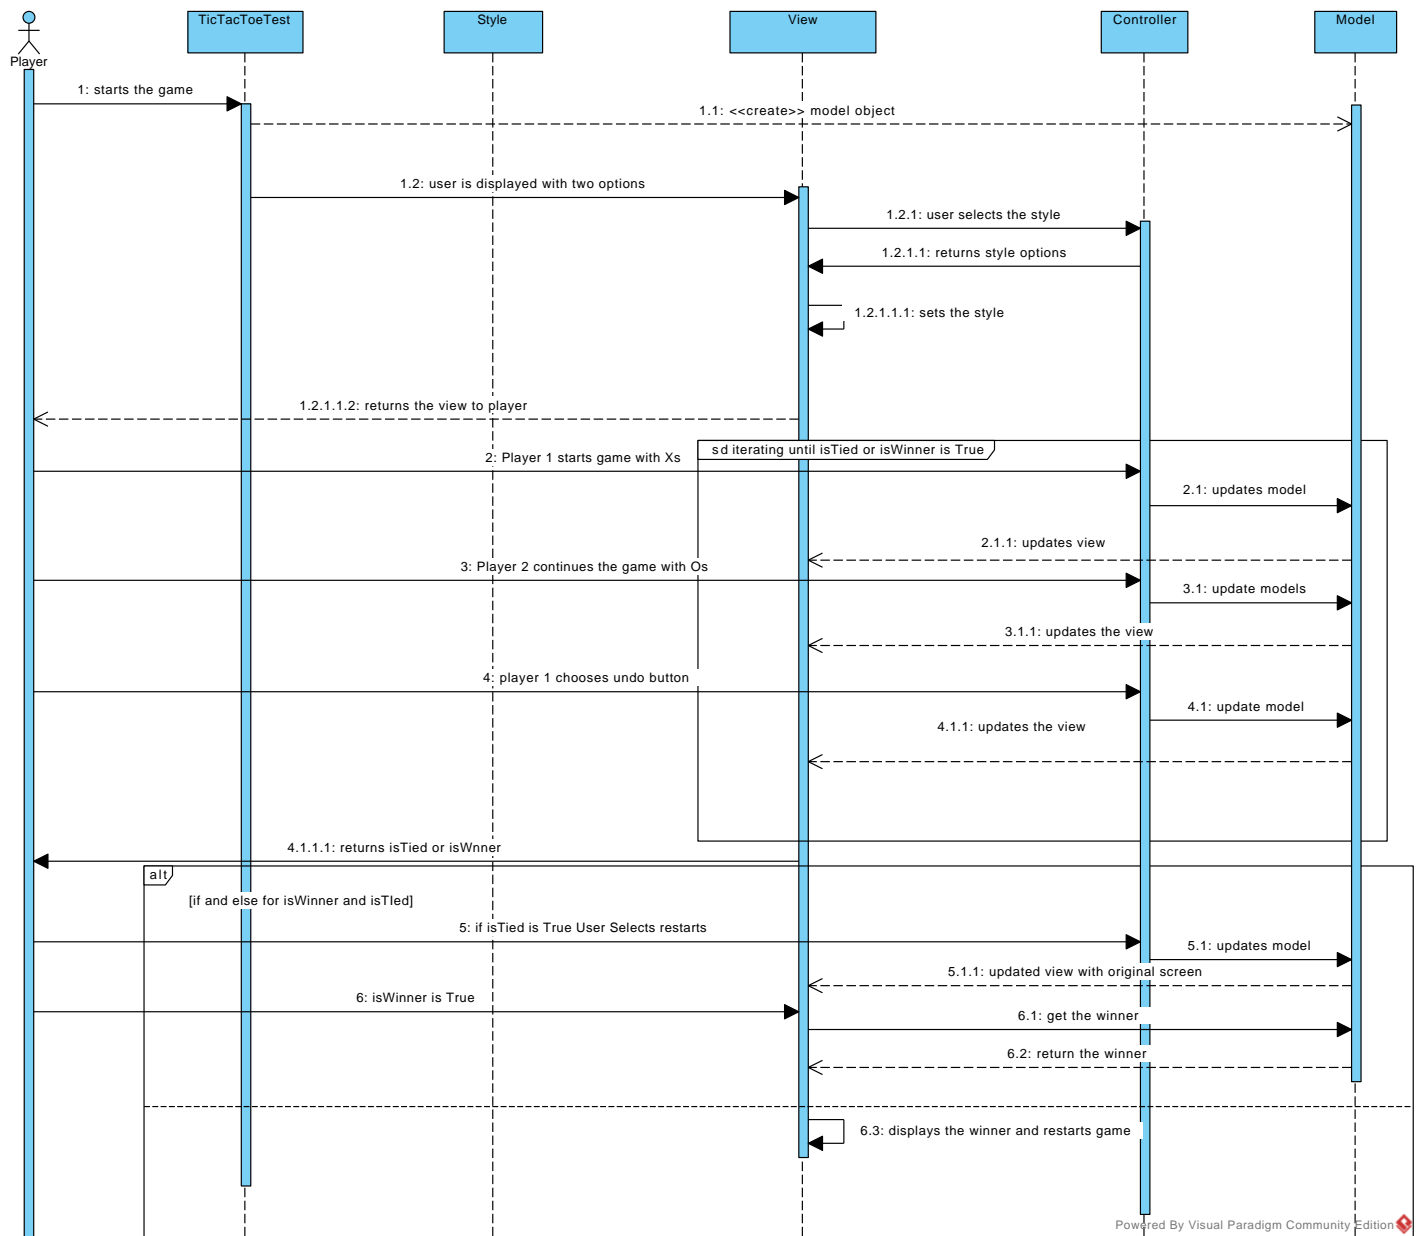 TicTacToeTest
Style
View
Controller
Model
Player
1: starts the game
1.1: <<create>> model object
1.2: user is displayed with two options
1.2.1: user selects the style
1.2.1.1: returns style options
1.2.1.1.1: sets the style
1.2.1.1.2: returns the view to player
sd iterating until isTied or isWinner is True
2: Player 1 starts game with Xs
2.1: updates model
2.1.1: updates view
3: Player 2 continues the game with Os
3.1: update models
3.1.1: updates the view
4: player 1 chooses undo button
4.1: update model
4.1.1: updates the view
4.1.1.1: returns isTied or isWnner
alt
[if and else for isWinner and isTIed]
5: if isTied is True User Selects restarts
5.1: updates model
5.1.1: updated view with original screen
6: isWinner is True
6.1: get the winner
6.2: return the winner
6.3: displays the winner and restarts game
Powered By Visual Paradigm Community Edition